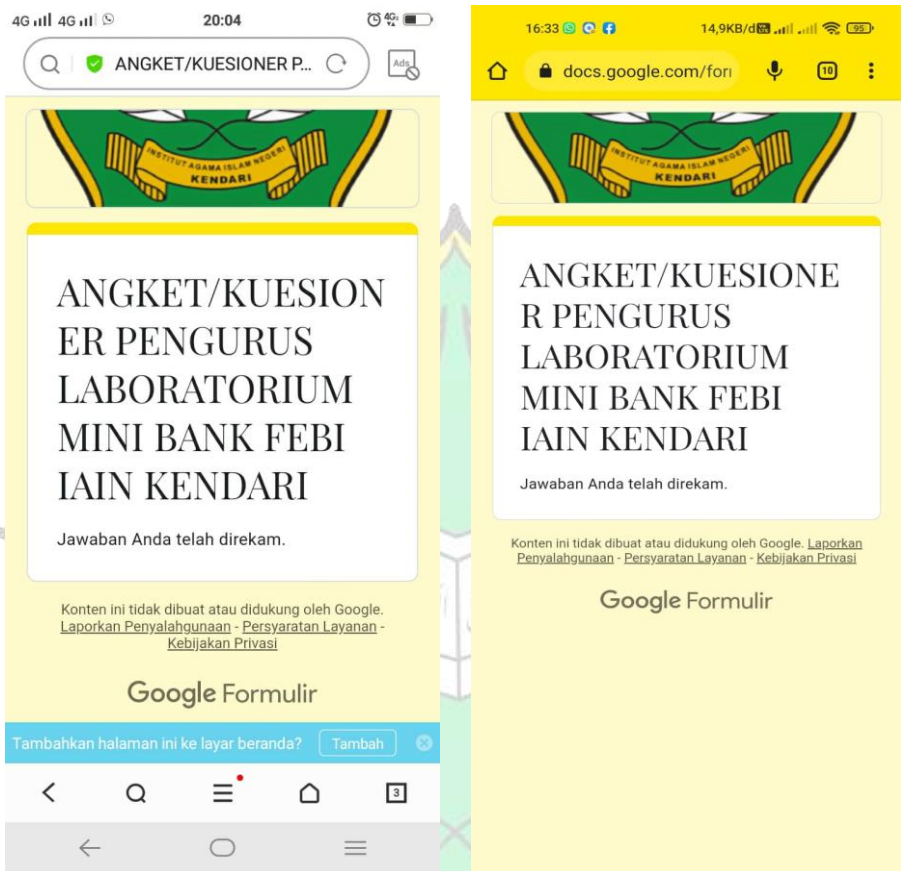 4G 4G 20:04 4G+
ANGKET/KUESIONER P...
Ads
INSTITUT AGAMA ISLAM NEGERI
KENDARI
ANGKET/KUESION
ER PENGURUS
LABORATORIUM
MINI BANK FEBI
IAIN KENDARI
Jawaban Anda telah direkam.
Konten ini tidak dibuat atau didukung oleh Google.
Laporkan Penyalahgunaan - Persyaratan Layanan -
Kebijakan Privasi
Google Formulir
Tambahkan halaman ini ke layar beranda? Tambah
3
16:33 14,9KB/d 95
docs.google.com/forı 10
INSTITUT AGAMA ISLAM NEGERI
KENDARI
ANGKET/KUESIONE
R PENGURUS
LABORATORIUM
MINI BANK FEBI
IAIN KENDARI
Jawaban Anda telah direkam.
Konten ini tidak dibuat atau didukung oleh Google. Laporkan
Penyalahgunaan - Persyaratan Layanan - Kebijakan Privasi
Google Formulir